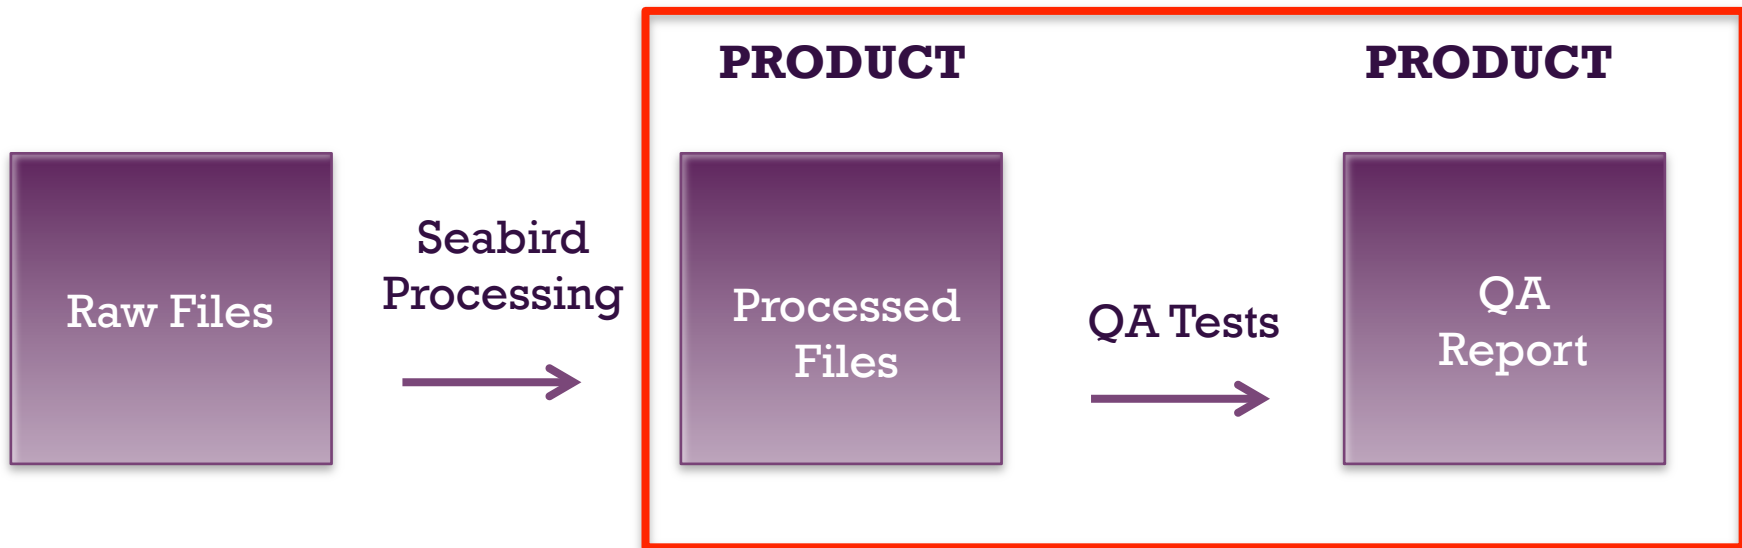 PRODUCT
PRODUCT
Raw Files
Seabird
Processing
Processed
Files
QA Tests
QA
Report